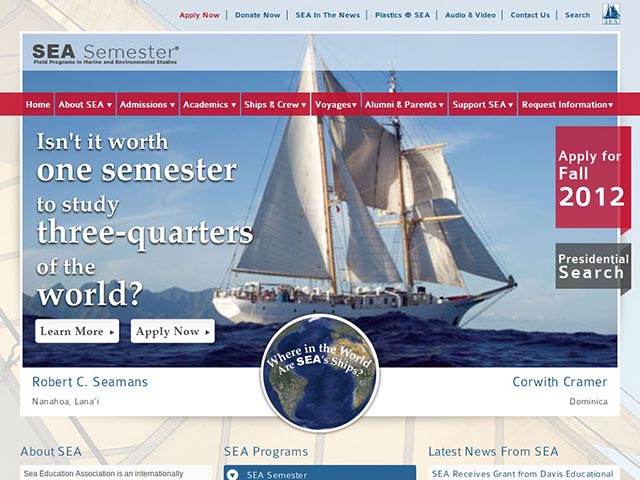 Apply Now Donate Now SEA In The News Plastics @ SEA Audio & Video Contact Us Search
SEA
SEA Semester®
Field Programs in Marine and Environmental Studies
Home About SEA Admissions Academics Ships & Crew Voyages Alumni & Parents Support SEA Request Information
Isn't it worth
one semester
to study
three-quarters
of the
world?
Learn More
Apply Now
Apply for
Fall
2012
Presidential
Search
Where in the World
Are SEA's Ships?
Robert C. Seamans
Nanahoa, Lana'i
Corwith Cramer
Dominica
About SEA
Sea Education Association is an internationally
SEA Programs
SEA Semester
Latest News From SEA
SEA Receives Grant from Davis Educational